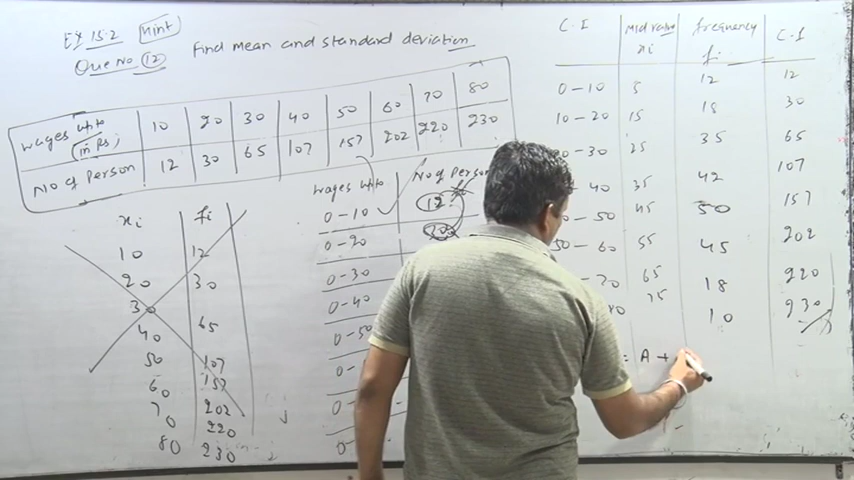 Ex 15.2 Hint
Que No. 12 Find mean and standard deviation
Wages upto (in Rs) 10 20 30 40 50 60 70 80
No of Person 12 30 65 107 157 202 220 230
xi fi
10 12
20 30
30 65
40 107
50 157
60 202
70 220
80 230
Wages upto No of Person
0-10 12
0-20
0-30
0-40
0-50
0-
0-
0-
C.I Mid value xi frequency fi C.I
0-10 5 12 12
10-20 15 18 30
-30 25 35 65
-40 35 42 107
-50 45 50 157
50-60 55 45 202
-70 65 18 220
75 10 230
= A +